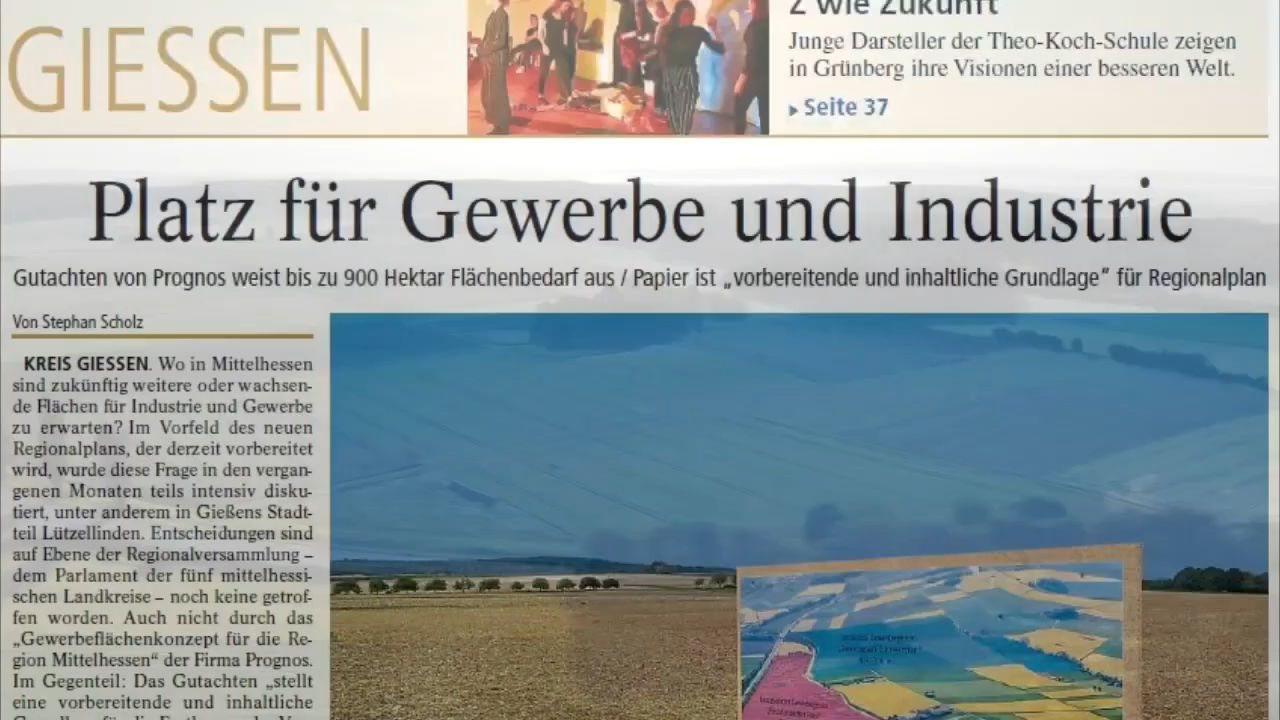 GIESSEN
Z wie Zukunft
Junge Darsteller der Theo-Koch-Schule zeigen
in Grünberg ihre Visionen einer besseren Welt.
▸ Seite 37
Platz für Gewerbe und Industrie
Gutachten von Prognos weist bis zu 900 Hektar Flächenbedarf aus / Papier ist „vorbereitende und inhaltliche Grundlage“ für Regionalplan
Von Stephan Scholz
KREIS GIESSEN. Wo in Mittelhessen
sind zukünftig weitere oder wachsen-
de Flächen für Industrie und Gewerbe
zu erwarten? Im Vorfeld des neuen
Regionalplans, der derzeit vorbereitet
wird, wurde diese Frage in den vergan-
genen Monaten teils intensiv disku-
tiert, unter anderem in Gießens Stadt-
teil Lützellinden. Entscheidungen sind
auf Ebene der Regionalversammlung –
dem Parlament der fünf mittelhessi-
schen Landkreise – noch keine getrof-
fen worden. Auch nicht durch das
„Gewerbeflächenkonzept für die Re-
gion Mittelhessen“ der Firma Prognos.
Im Gegenteil: Das Gutachten „stellt
eine vorbereitende und inhaltliche